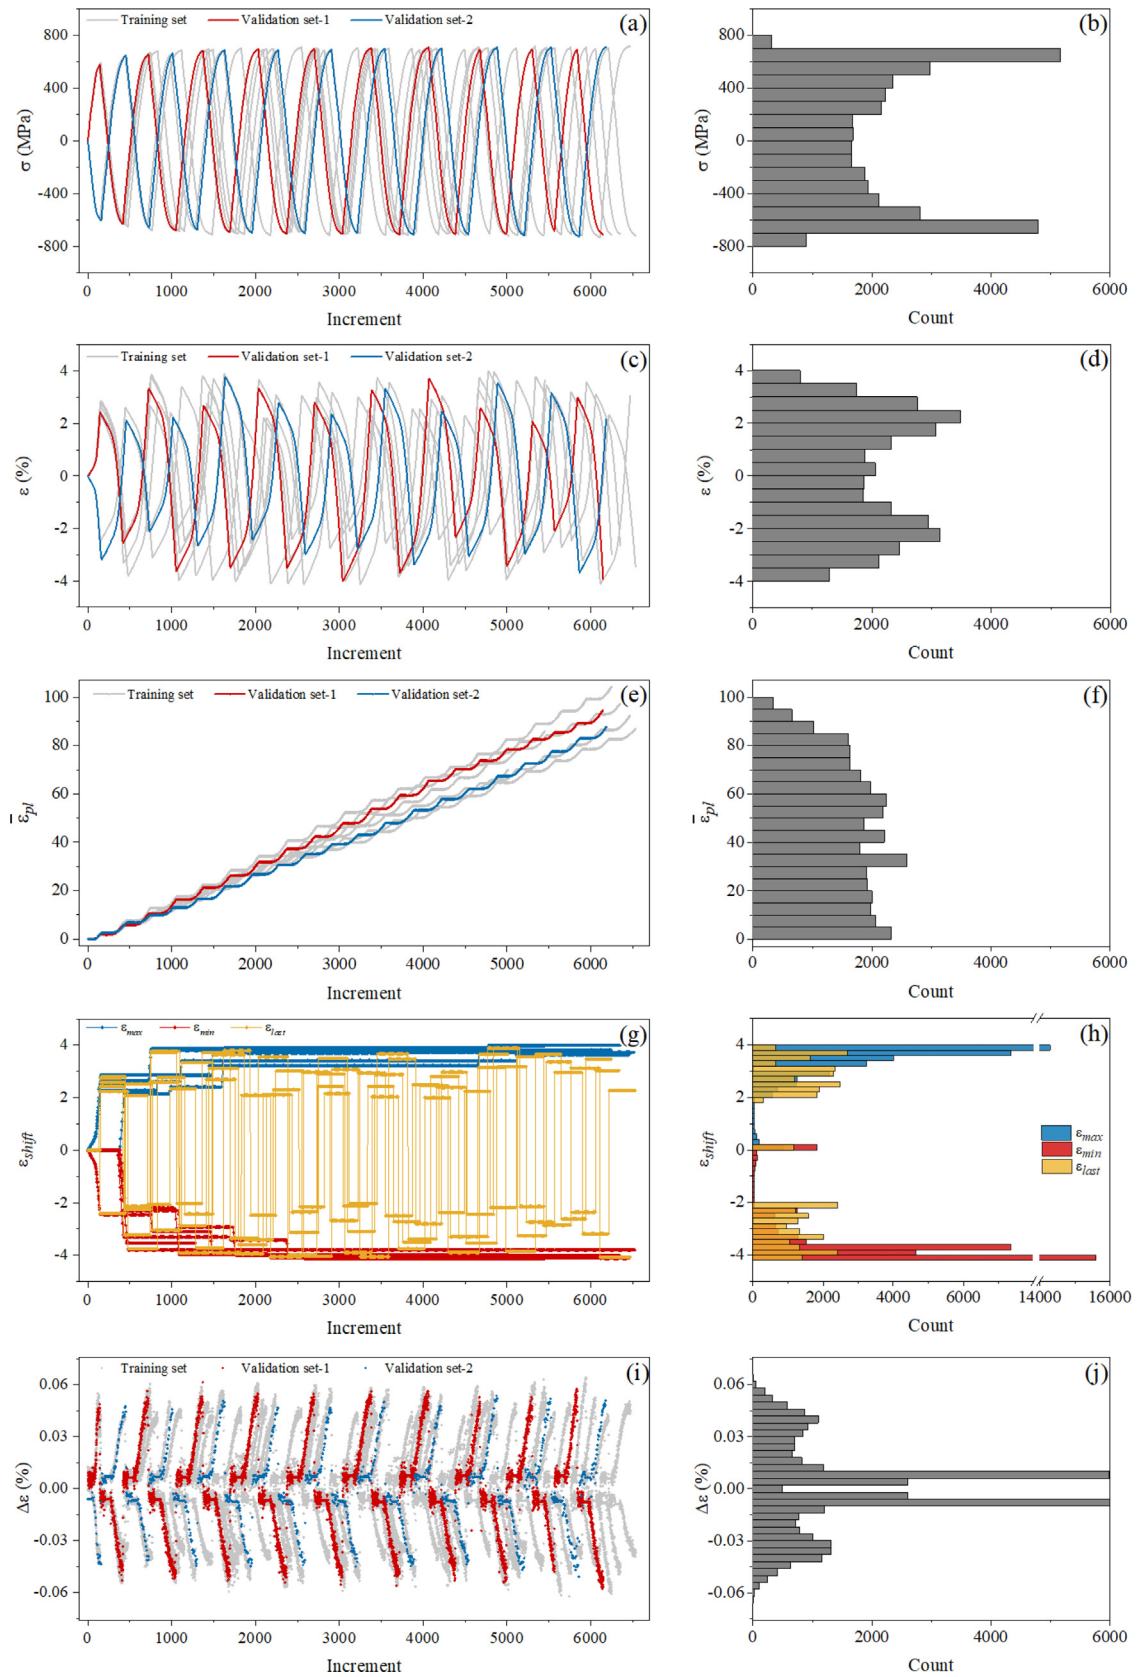 Training set Validation set-1 Validation set-2 (a)
800
400
0
-400
-800
σ (MPa)
0 1000 2000 3000 4000 5000 6000
Increment
(b)
800
400
0
-400
-800
σ (MPa)
0 2000 4000 6000
Count
Training set Validation set-1 Validation set-2 (c)
4
2
0
-2
-4
ε (%)
0 1000 2000 3000 4000 5000 6000
Increment
(d)
4
2
0
-2
-4
ε (%)
0 2000 4000 6000
Count
Training set Validation set-1 Validation set-2 (e)
100
80
60
40
20
0
ε̄pl
0 1000 2000 3000 4000 5000 6000
Increment
(f)
100
80
60
40
20
0
ε̄pl
0 2000 4000 6000
Count
εmax εmin εlast (g)
4
2
0
-2
-4
εshift
0 1000 2000 3000 4000 5000 6000
Increment
(h)
4
2
0
-2
-4
εshift
εmax
εmin
εlast
0 2000 4000 6000 14000 16000
Count
Training set Validation set-1 Validation set-2 (i)
0.06
0.03
0.00
-0.03
-0.06
Δε (%)
0 1000 2000 3000 4000 5000 6000
Increment
(j)
0.06
0.03
0.00
-0.03
-0.06
Δε (%)
0 2000 4000 6000
Count